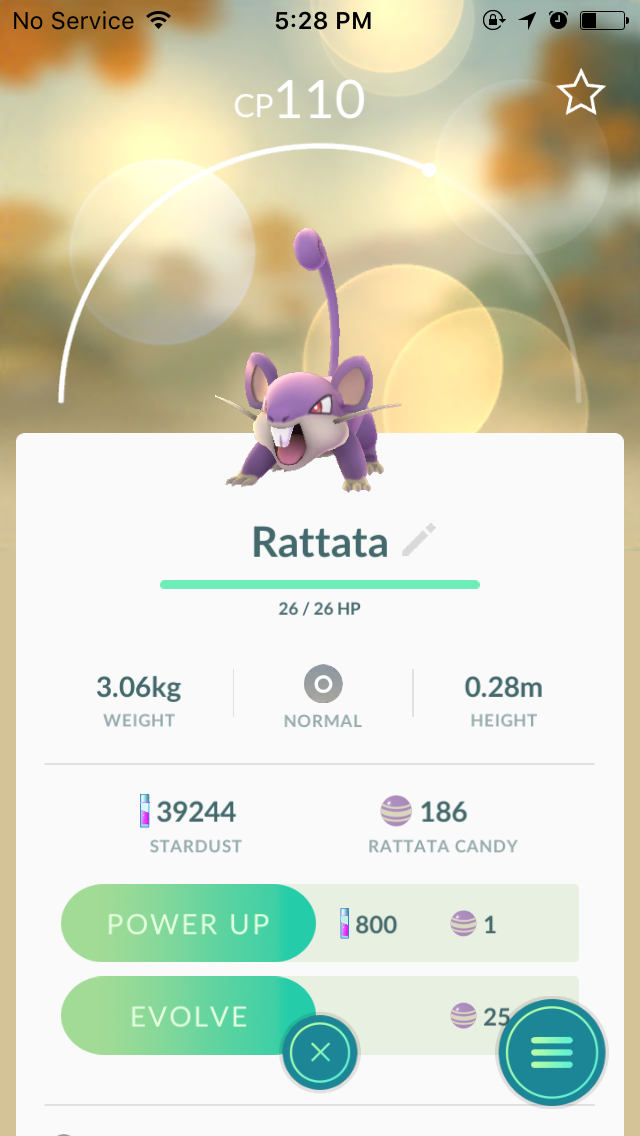 No Service 5:28 PM
CP110
Rattata
26 / 26 HP
3.06kg 0.28m
WEIGHT NORMAL HEIGHT
39244 186
STARDUST RATTATA CANDY
POWER UP 800 1
EVOLVE 25